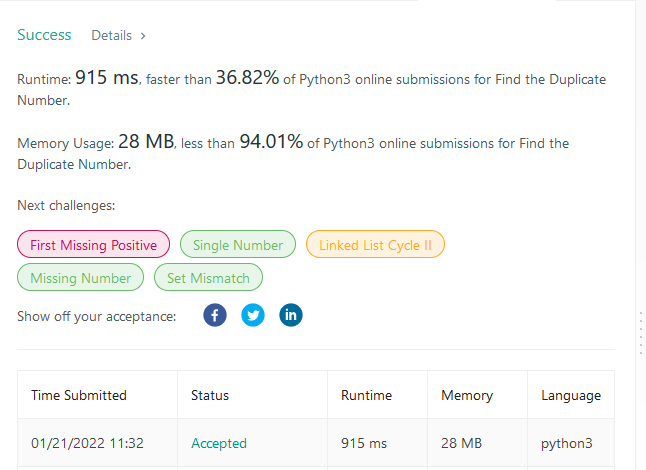 Success Details >
Runtime: 915 ms, faster than 36.82% of Python3 online submissions for Find the Duplicate
Number.
Memory Usage: 28 MB, less than 94.01% of Python3 online submissions for Find the
Duplicate Number.
Next challenges:
First Missing Positive Single Number Linked List Cycle II
Missing Number Set Mismatch
Show off your acceptance: f in
Time Submitted Status Runtime Memory Language
01/21/2022 11:32 Accepted 915 ms 28 MB python3